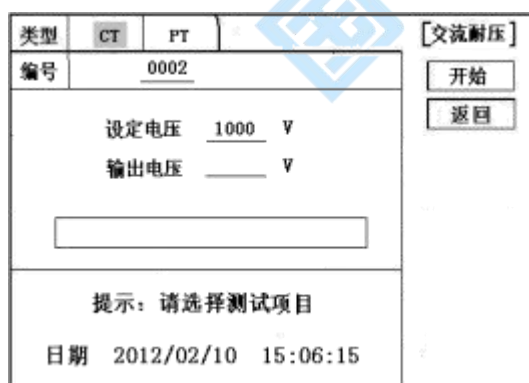 类型 CT PT
[交流耐压]
编号 0002
开始
返回
设定电压 1000 V
输出电压 V
提示：请选择测试项目
日期 2012/02/10 15:06:15